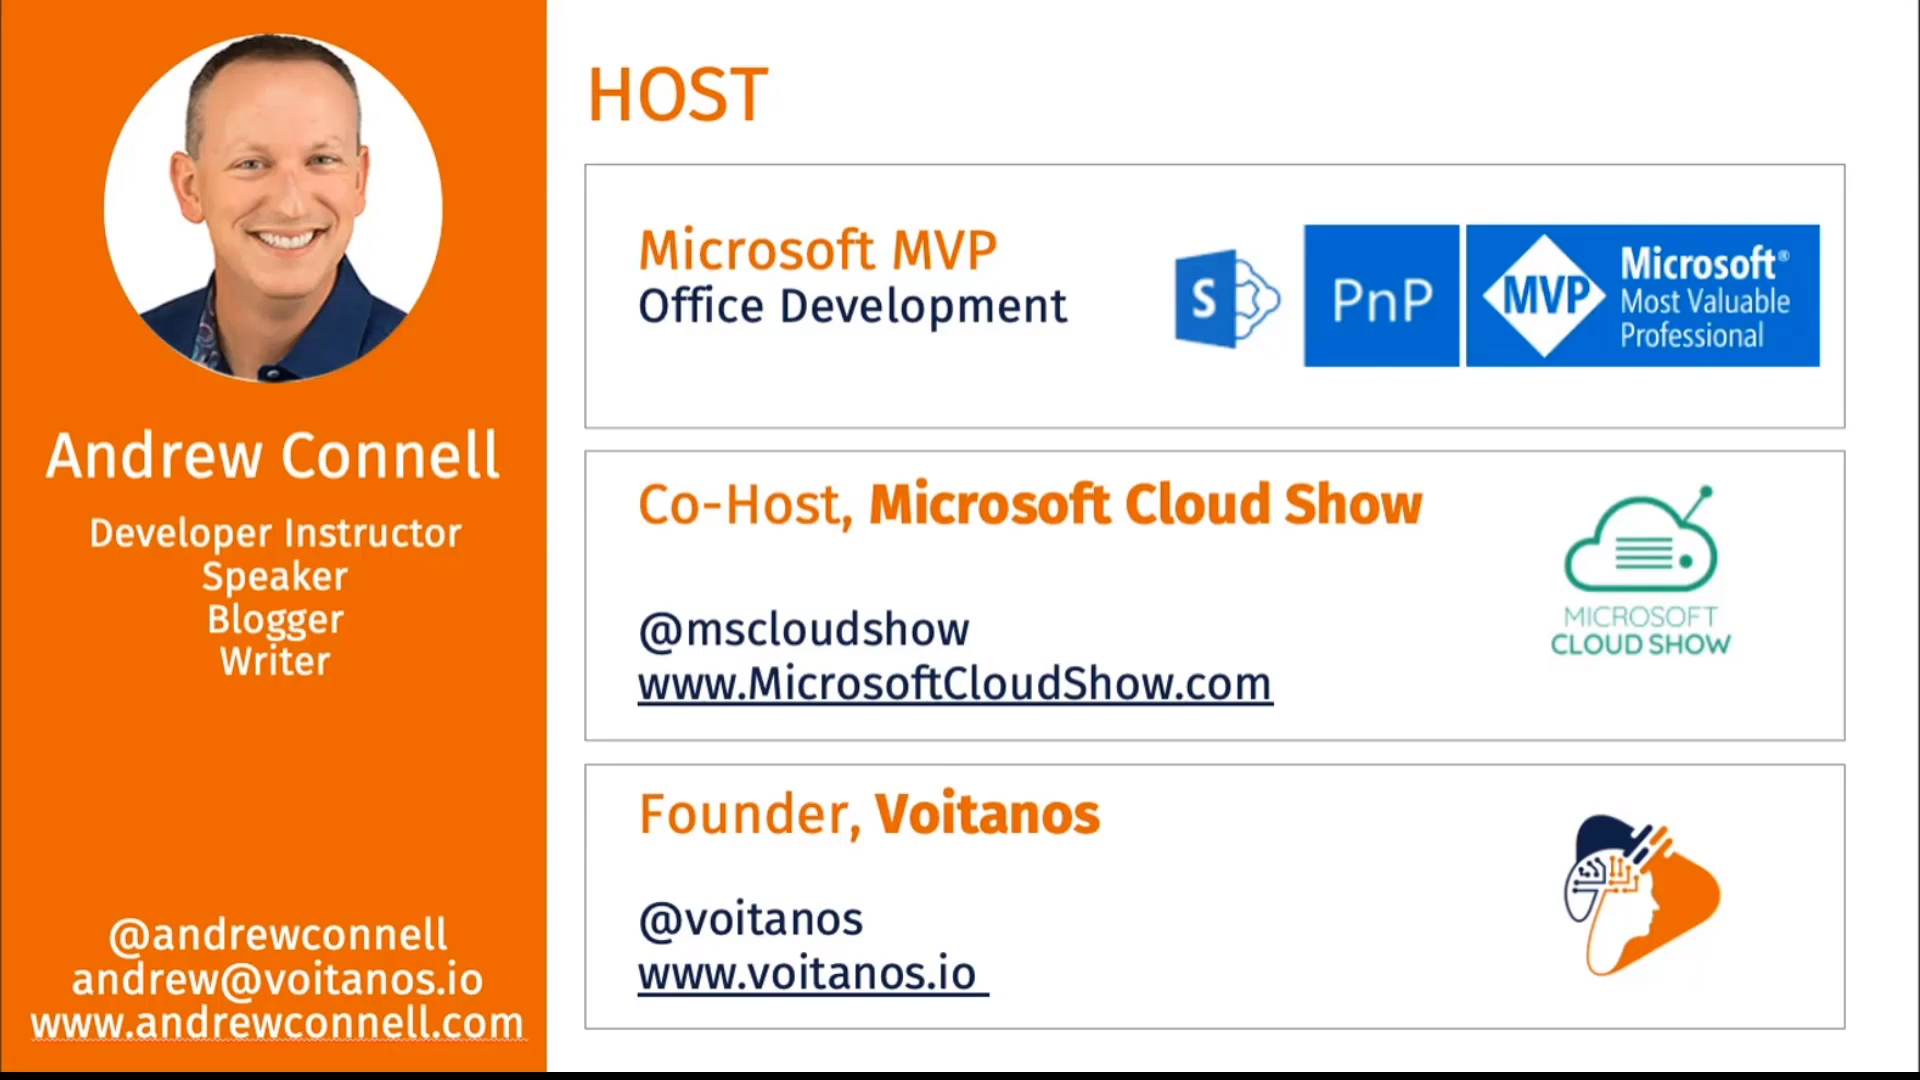 Andrew Connell
Developer Instructor
Speaker
Blogger
Writer
@andrewconnell
andrew@voitanos.io
www.andrewconnell.com
HOST
Microsoft MVP
Office Development
S
PnP
MVP
Microsoft®
Most Valuable
Professional
Co-Host, Microsoft Cloud Show
@mscloudshow
www.MicrosoftCloudShow.com
MICROSOFT
CLOUD SHOW
Founder, Voitanos
@voitanos
www.voitanos.io